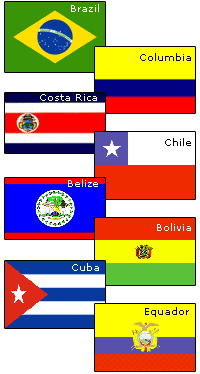 Brazil
Columbia
Costa Rica
Chile
Belize
Bolivia
Cuba
Equador